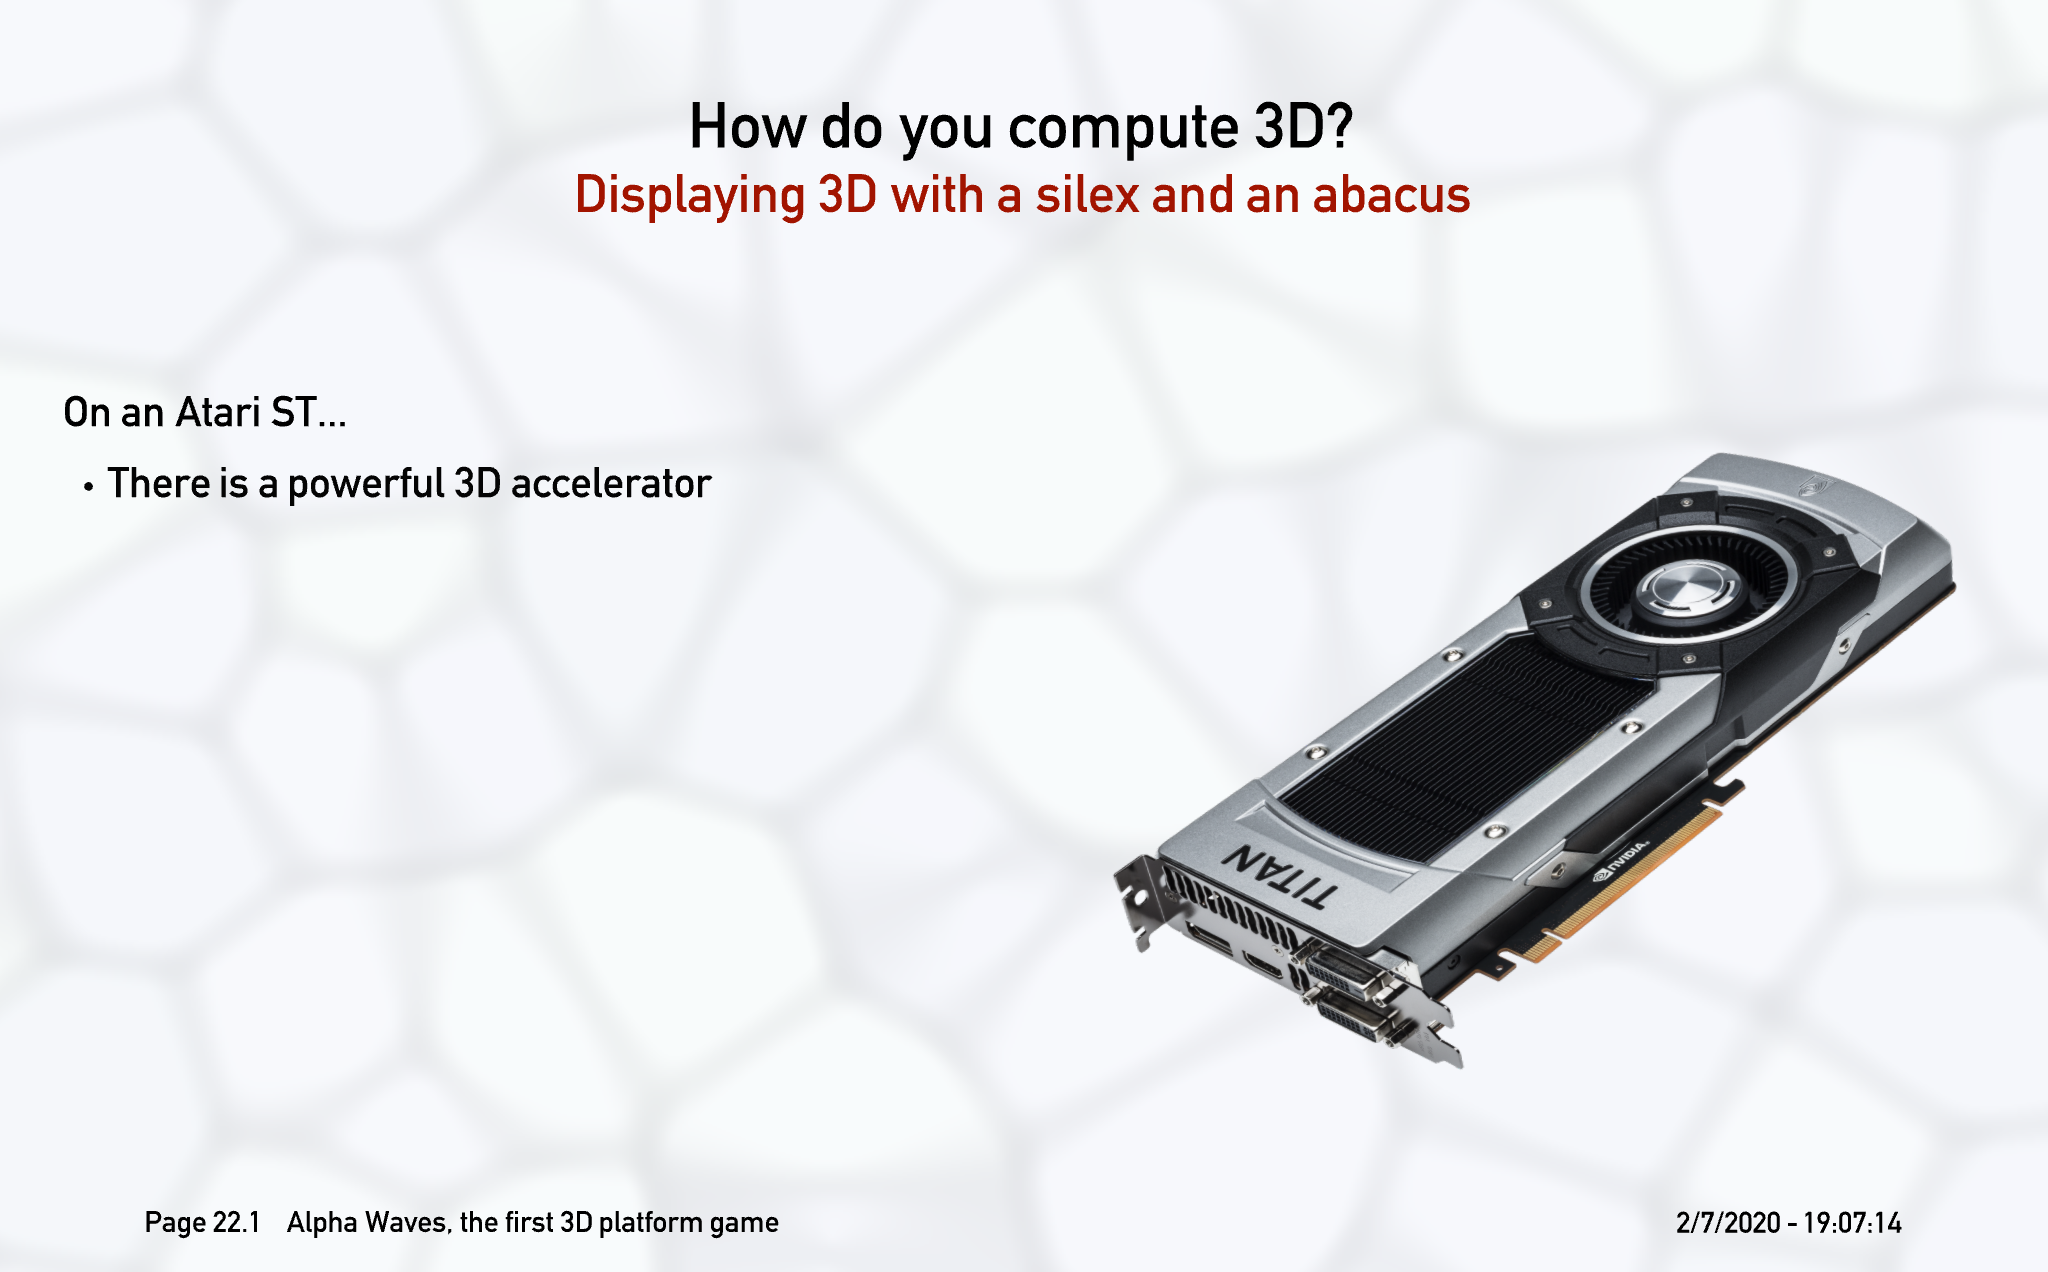 How do you compute 3D?
Displaying 3D with a silex and an abacus
On an Atari ST...
• There is a powerful 3D accelerator
TITAN
NVIDIA
Page 22.1 Alpha Waves, the first 3D platform game
2/7/2020 - 19:07:14